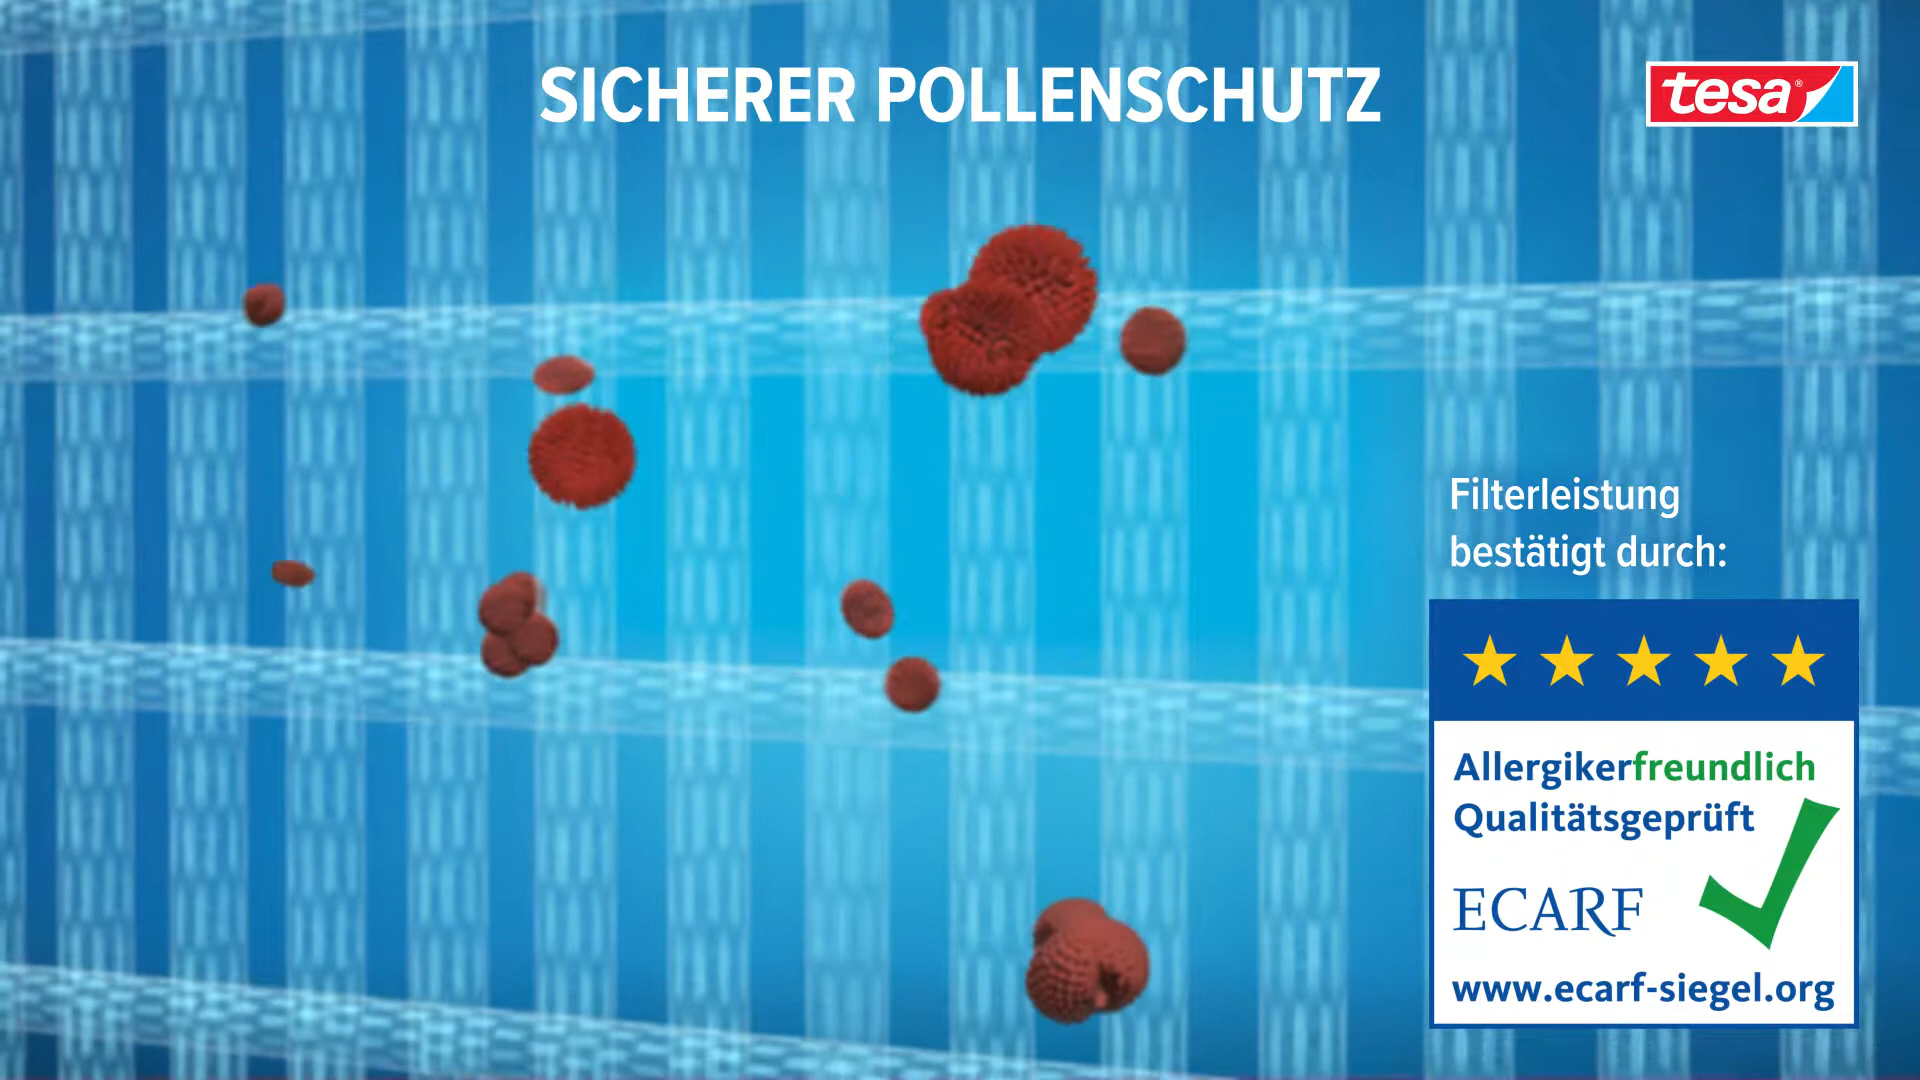 SICHERER POLLENSCHUTZ
tesa®
Filterleistung
bestätigt durch:
Allergikerfreundlich
Qualitätsgeprüft
ECARF
www.ecarf-siegel.org